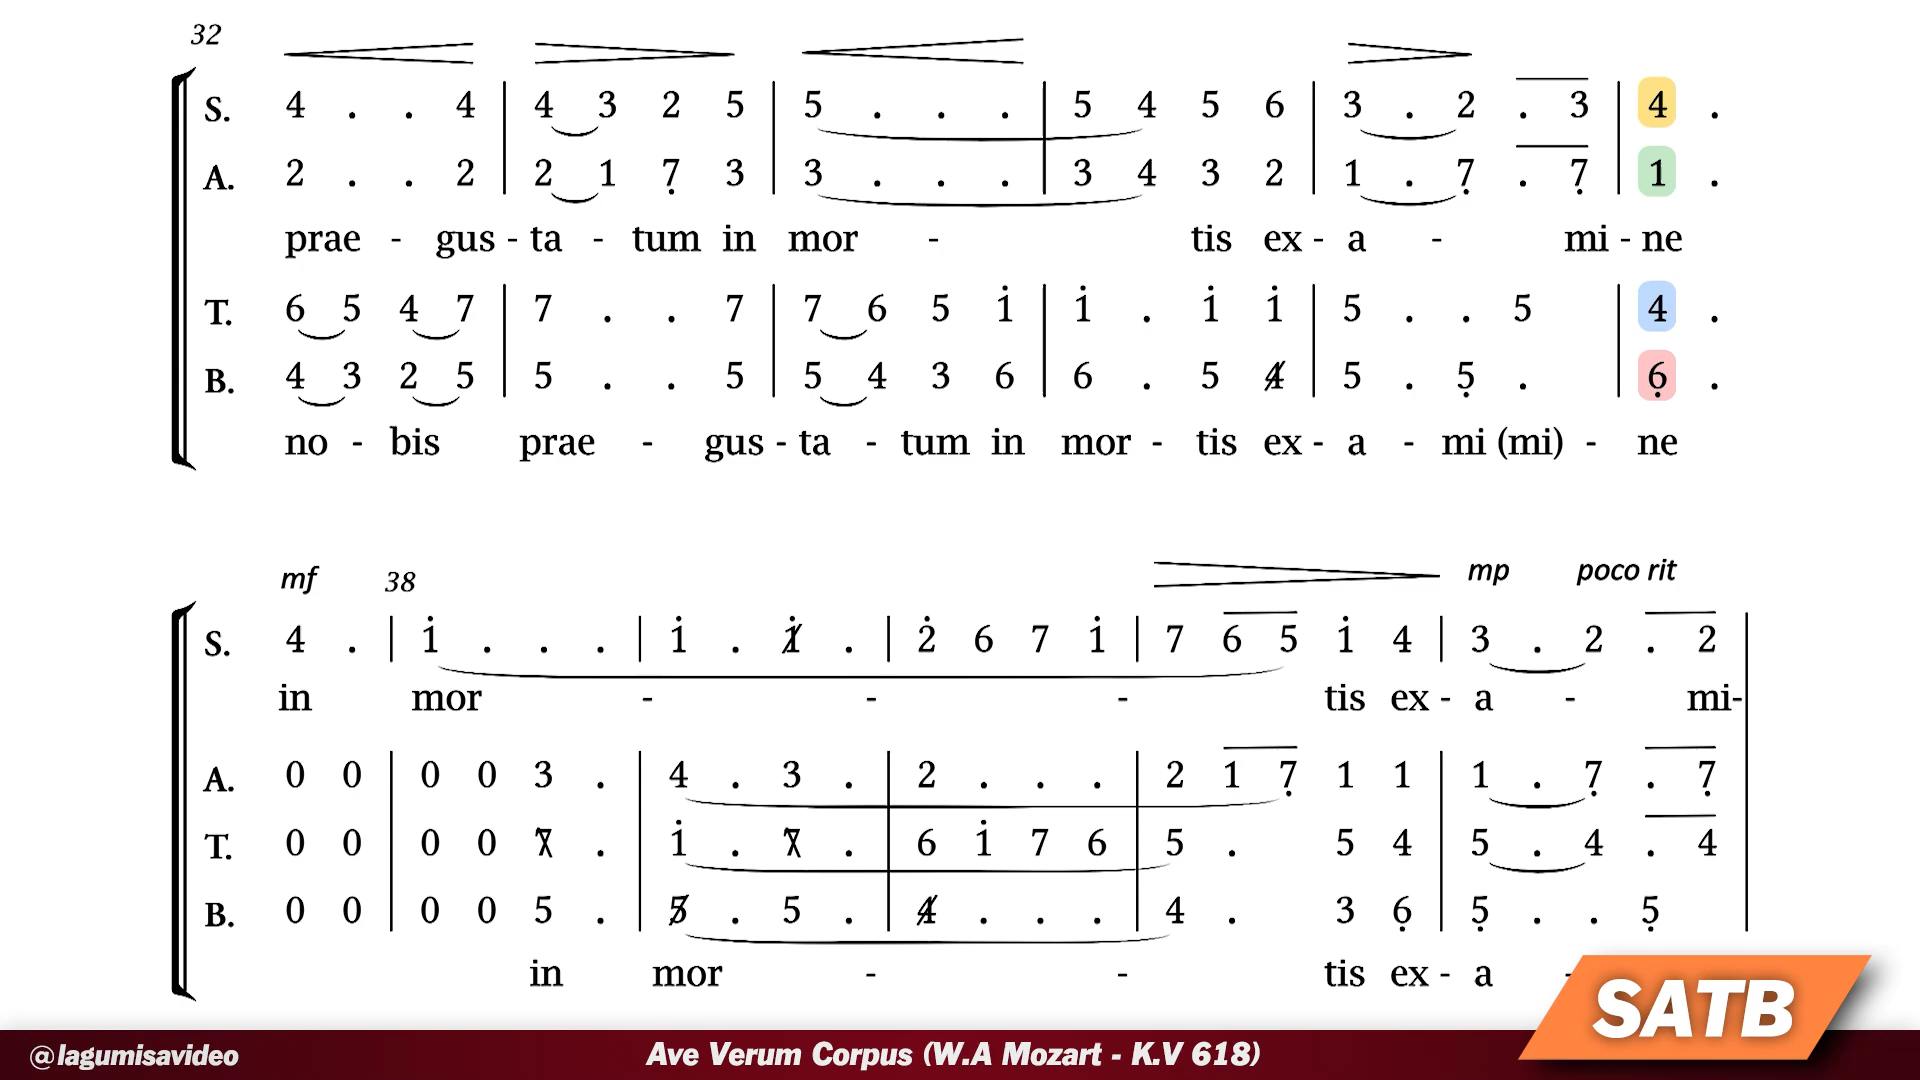 32
S. 4 . . 4 | 4 3 2 5 | 5 . . . | 5 4 5 6 | 3 . 2 . 3 | 4 .
A. 2 . . 2 | 2 1 7̣ 3 | 3 . . . | 3 4 3 2 | 1 . 7̣ . 7̣ | 1 .
prae - gus - ta - tum in mor - tis ex - a - mi - ne
T. 6 5 4 7 | 7 . . 7 | 7 6 5 1̇ | 1̇ . 1̇ 1̇ | 5 . . 5 | 4 .
B. 4 3 2 5 | 5 . . 5 | 5 4 3 6 | 6 . 5 4̸ | 5 . 5̣ . | 6̣ .
no - bis prae - gus - ta - tum in mor - tis ex - a - mi (mi) - ne
mf 38 mp poco rit
S. 4 . | 1̇ . . . | 1̇ . 1̸̇ . | 2̇ 6 7 1̇ | 7 6 5 1̇ 4 | 3 . 2 . 2
in mor - - - tis ex - a - mi-
A. 0 0 | 0 0 3 . | 4 . 3 . | 2 . . . | 2 1 7̣ 1 1 | 1 . 7̣ . 7̣
T. 0 0 | 0 0 7⃥ . | 1̇ . 7⃥ . | 6 1̇ 7 6 | 5 . 5 4 | 5 . 4 . 4
B. 0 0 | 0 0 5 . | 5̸ . 5 . | 4̸ . . . | 4 . 3 6̣ | 5̣ . . 5̣
in mor - - tis ex - a -
SATB
@lagumisavideo Ave Verum Corpus (W.A Mozart - K.V 618)